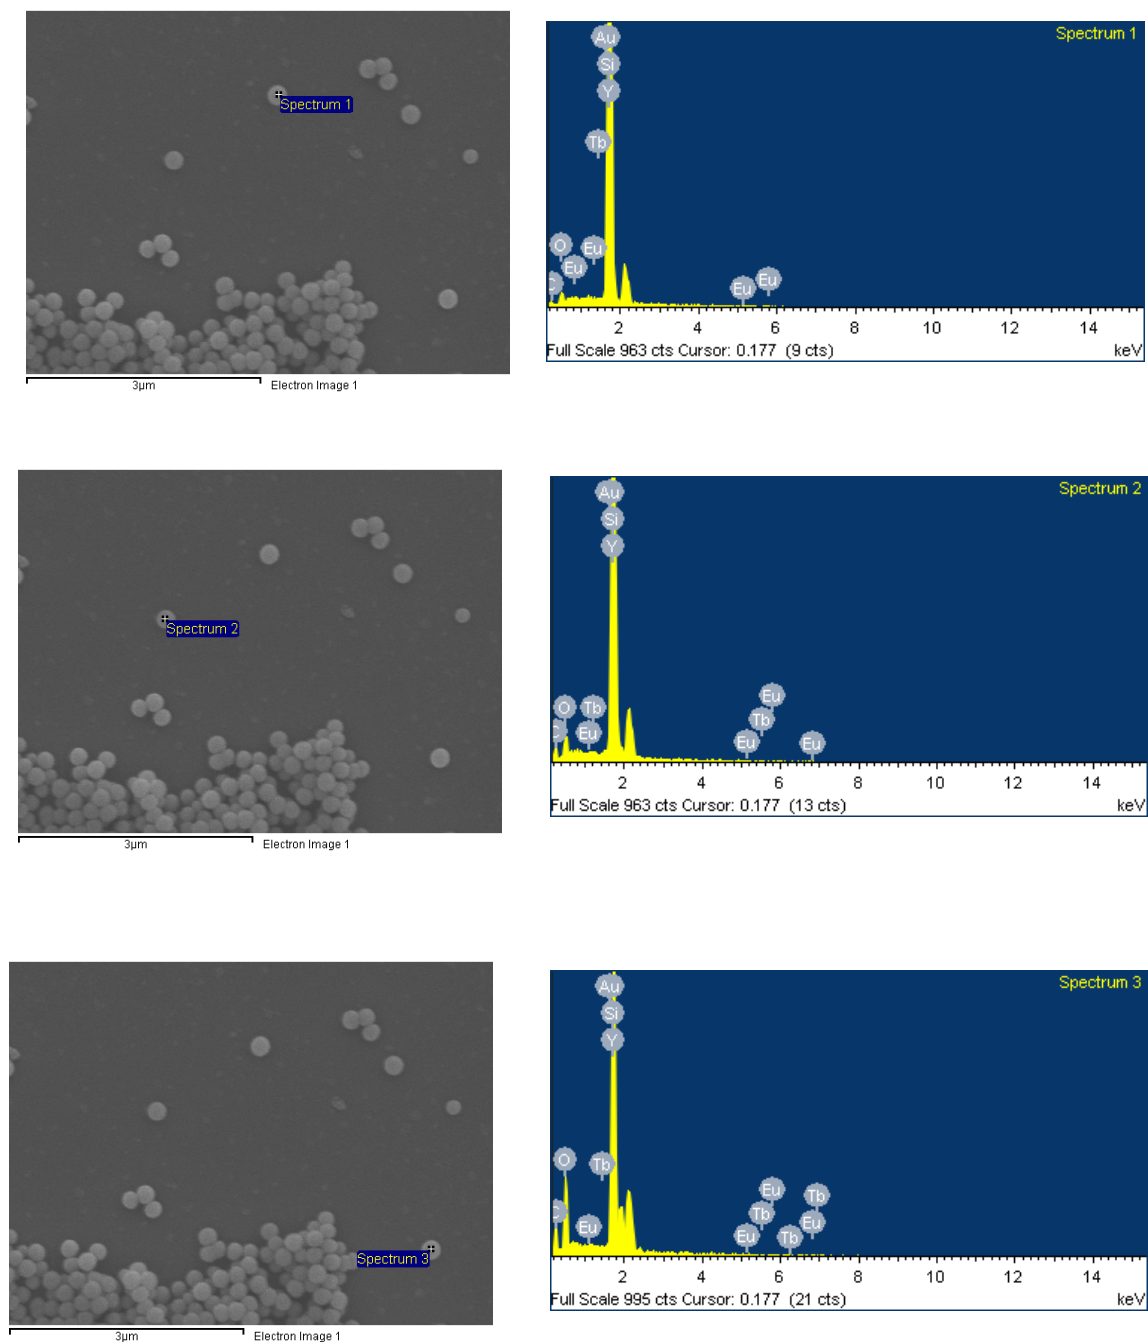 Spectrum 1
3µm
Electron Image 1
Spectrum 1
Au
Si
Y
Tb
O
Eu
Eu
C
Eu
Eu
2 4 6 8 10 12 14
Full Scale 963 cts Cursor: 0.177 (9 cts)
keV
Spectrum 2
3µm
Electron Image 1
Spectrum 2
Au
Si
Y
Eu
O
Tb
Tb
C
Eu
Eu
Eu
2 4 6 8 10 12 14
Full Scale 963 cts Cursor: 0.177 (13 cts)
keV
Spectrum 3
3µm
Electron Image 1
Spectrum 3
Au
Si
Y
O
Tb
Eu
Tb
C
Tb
Eu
Eu
Eu
Tb
2 4 6 8 10 12 14
Full Scale 995 cts Cursor: 0.177 (21 cts)
keV